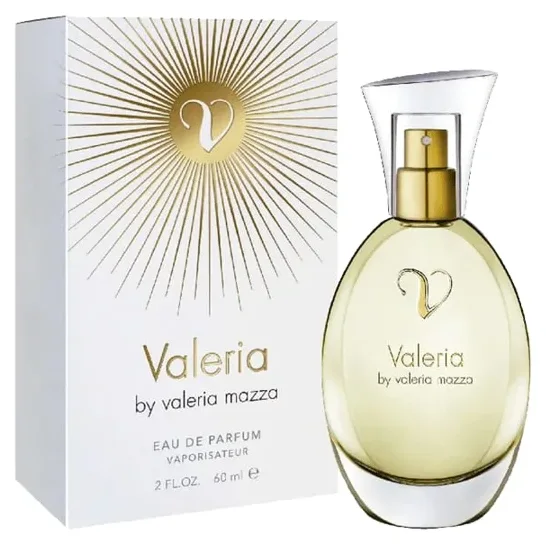 V
Valeria
by valeria mazza
EAU DE PARFUM
VAPORISATEUR
2 FL.OZ. 60 ml ℮
V
Valeria
by valeria mazza